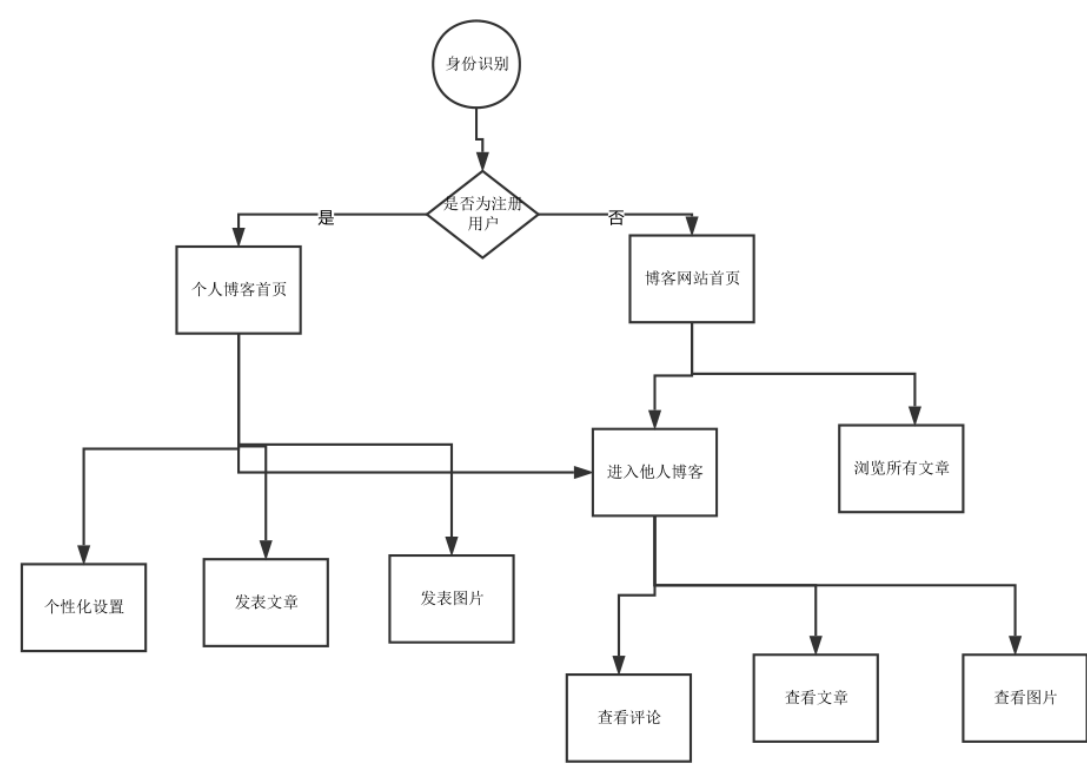 身份识别
是否为注册
用户
是
否
个人博客首页
博客网站首页
进入他人博客
浏览所有文章
个性化设置
发表文章
发表图片
查看评论
查看文章
查看图片